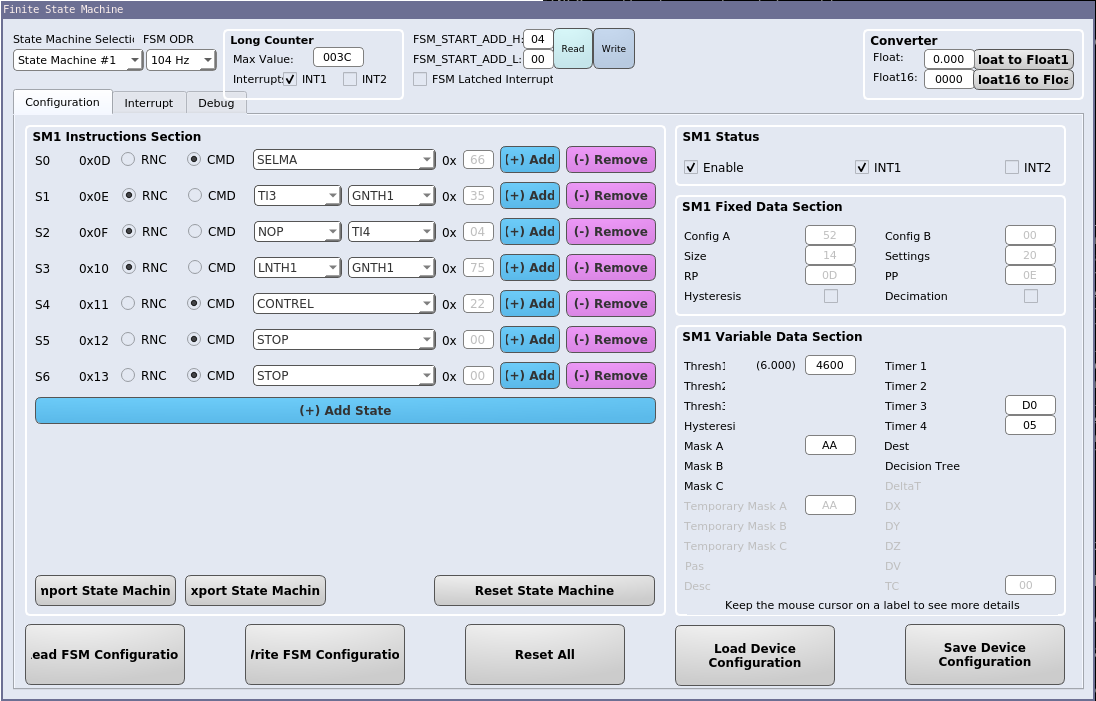 Finite State Machine
State Machine Selectic FSM ODR
State Machine #1 104 Hz
Long Counter
Max Value: 003C
Interrupt: INT1 INT2
FSM_START_ADD_H: 04
FSM_START_ADD_L: 00
Read Write
FSM Latched Interrupt
Converter
Float: 0.000 loat to Float1
Float16: 0000 loat16 to Floa
Configuration Interrupt Debug
SM1 Instructions Section
S0 0x0D RNC CMD SELMA 0x 66 (+) Add (-) Remove
S1 0x0E RNC CMD TI3 GNTH1 0x 35 (+) Add (-) Remove
S2 0x0F RNC CMD NOP TI4 0x 04 (+) Add (-) Remove
S3 0x10 RNC CMD LNTH1 GNTH1 0x 75 (+) Add (-) Remove
S4 0x11 RNC CMD CONTREL 0x 22 (+) Add (-) Remove
S5 0x12 RNC CMD STOP 0x 00 (+) Add (-) Remove
S6 0x13 RNC CMD STOP 0x 00 (+) Add (-) Remove
(+) Add State
mport State Machin xport State Machin Reset State Machine
SM1 Status
Enable INT1 INT2
SM1 Fixed Data Section
Config A 52 Config B 00
Size 14 Settings 20
RP 0D PP 0E
Hysteresis Decimation
SM1 Variable Data Section
Thresh1 (6.000) 4600 Timer 1
Thresh2 Timer 2
Thresh3 Timer 3 D0
Hysteresi Timer 4 05
Mask A AA Dest
Mask B Decision Tree
Mask C DeltaT
Temporary Mask A AA DX
Temporary Mask B DY
Temporary Mask C DZ
Pas DV
Desc TC 00
Keep the mouse cursor on a label to see more details
ead FSM Configuratio Write FSM Configuratio Reset All Load Device Configuration Save Device Configuration